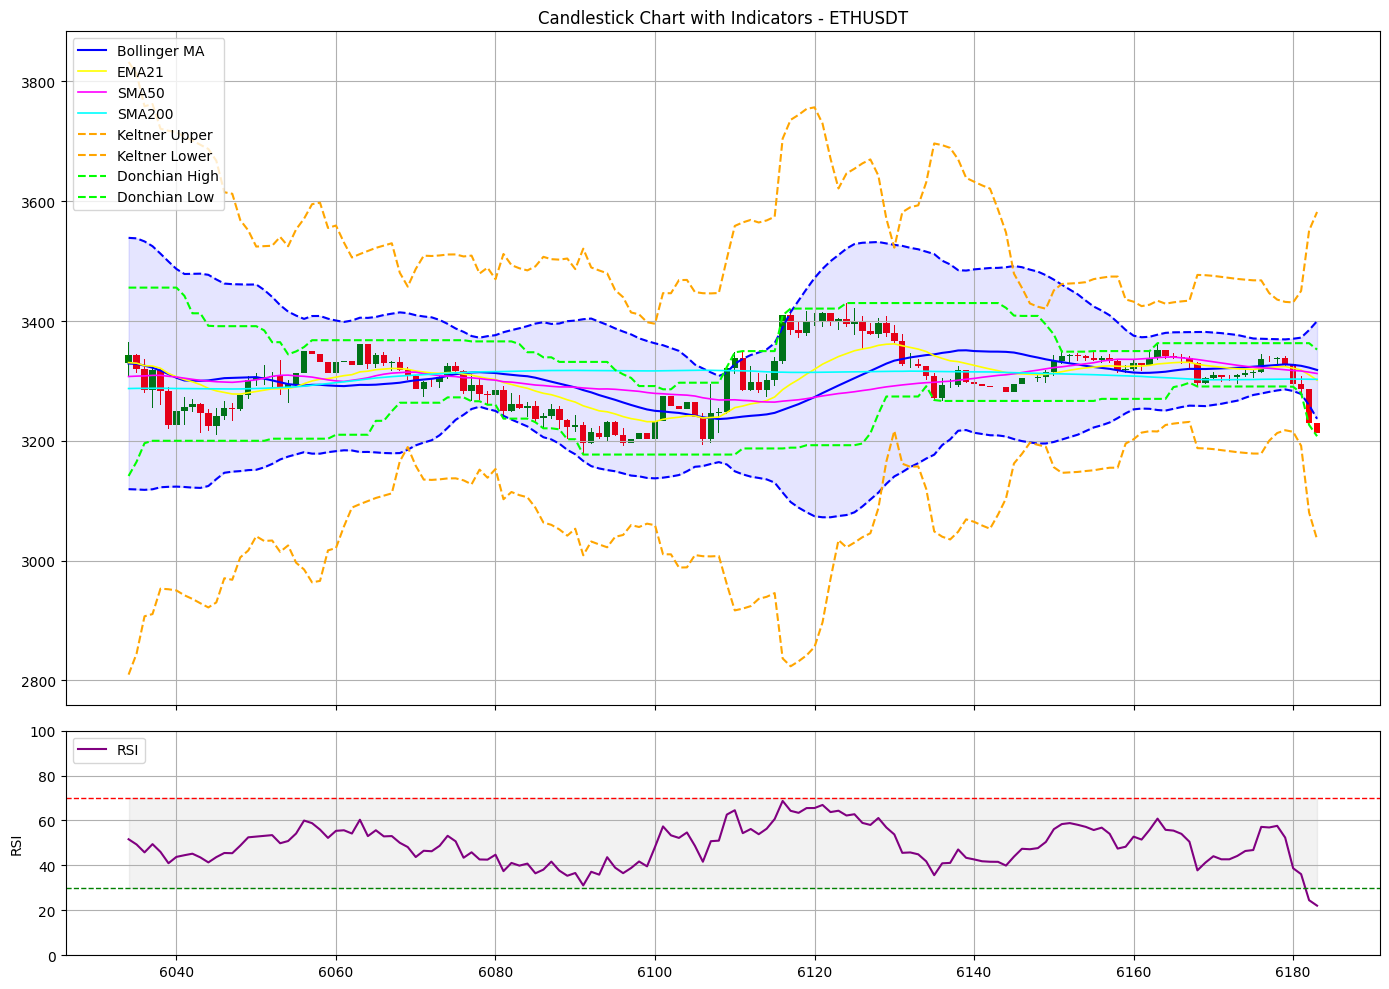 Candlestick Chart with Indicators - ETHUSDT
Bollinger MA
EMA21
SMA50
SMA200
Keltner Upper
Keltner Lower
Donchian High
Donchian Low
3800
3600
3400
3200
3000
2800
RSI
100
80
60
40
20
0
RSI
6040 6060 6080 6100 6120 6140 6160 6180